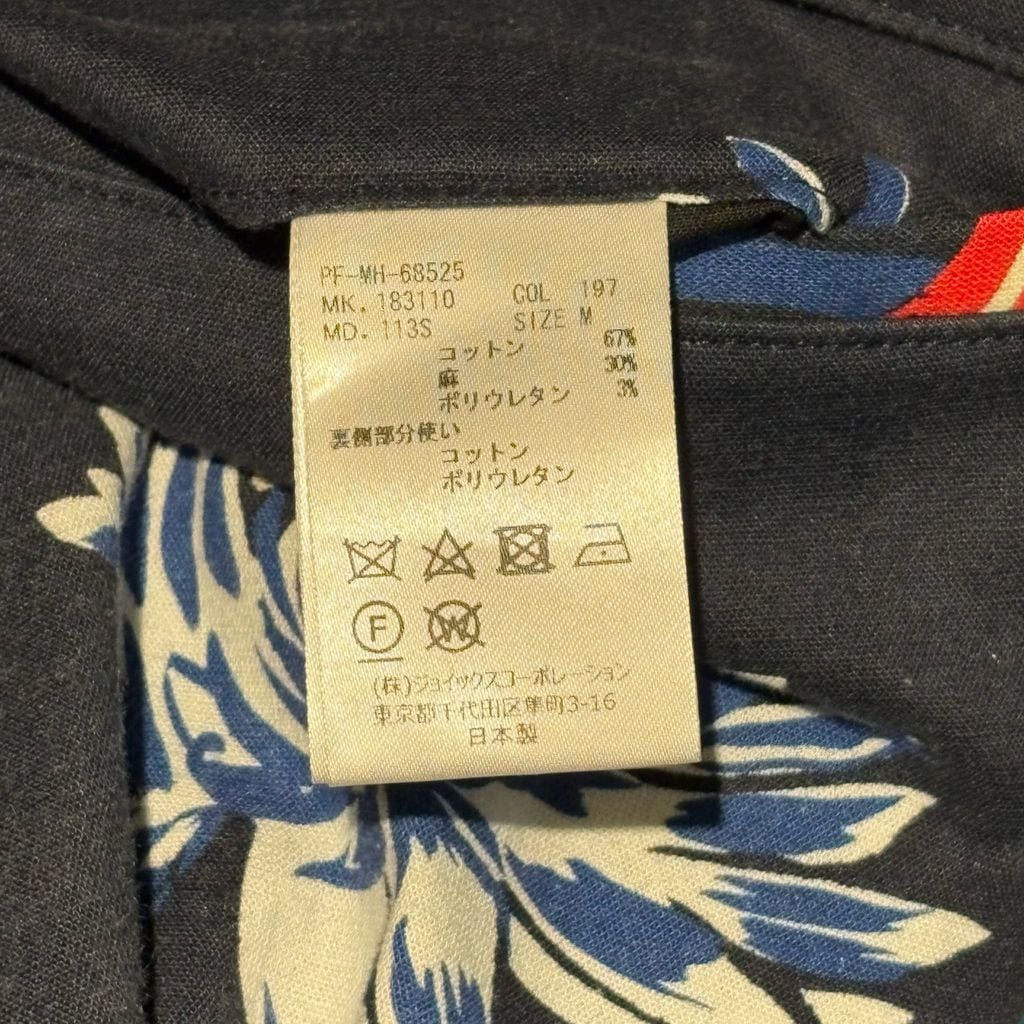 PF-MH-68525
MK. 183110 COL 197
MD. 113S SIZE M
コットン 67%
麻 30%
ポリウレタン 3%
裏側部分使い
コットン
ポリウレタン
F
W
(株)ジョイックスコーポレーション
東京都千代田区隼町3-16
日本製